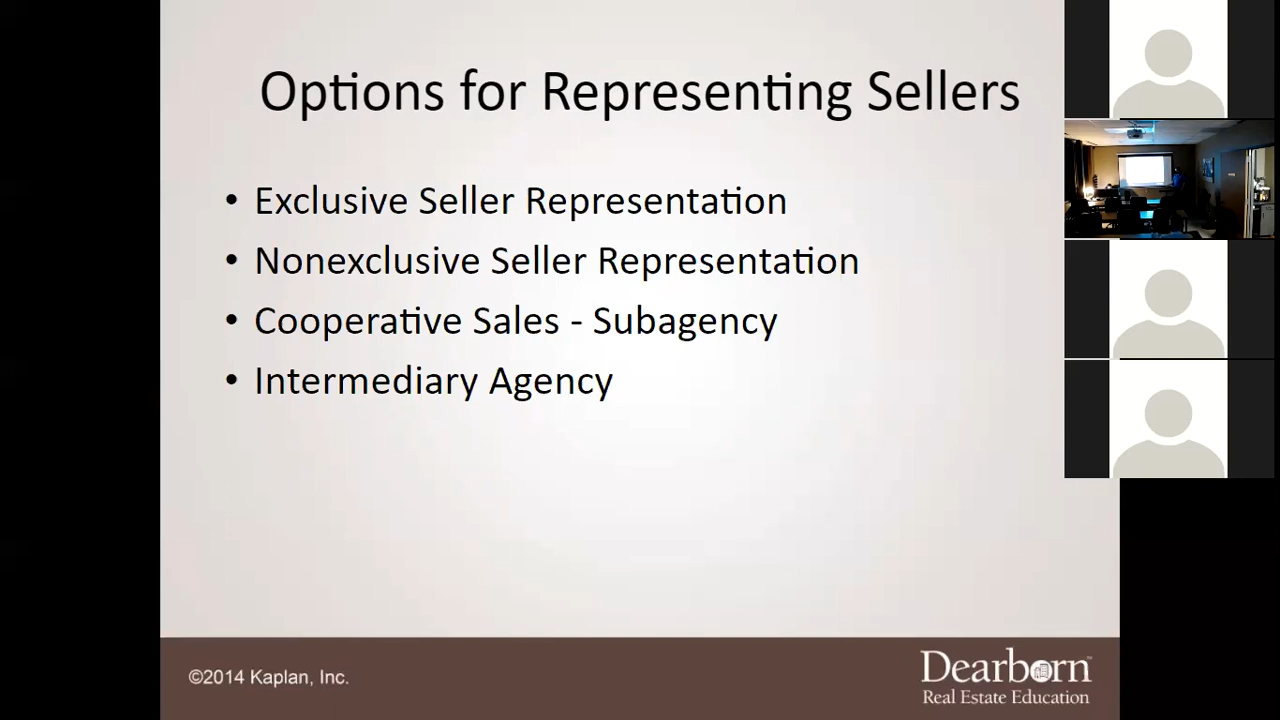 Options for Representing Sellers
• Exclusive Seller Representation
• Nonexclusive Seller Representation
• Cooperative Sales - Subagency
• Intermediary Agency
©2014 Kaplan, Inc.
Dearborn™
Real Estate Education